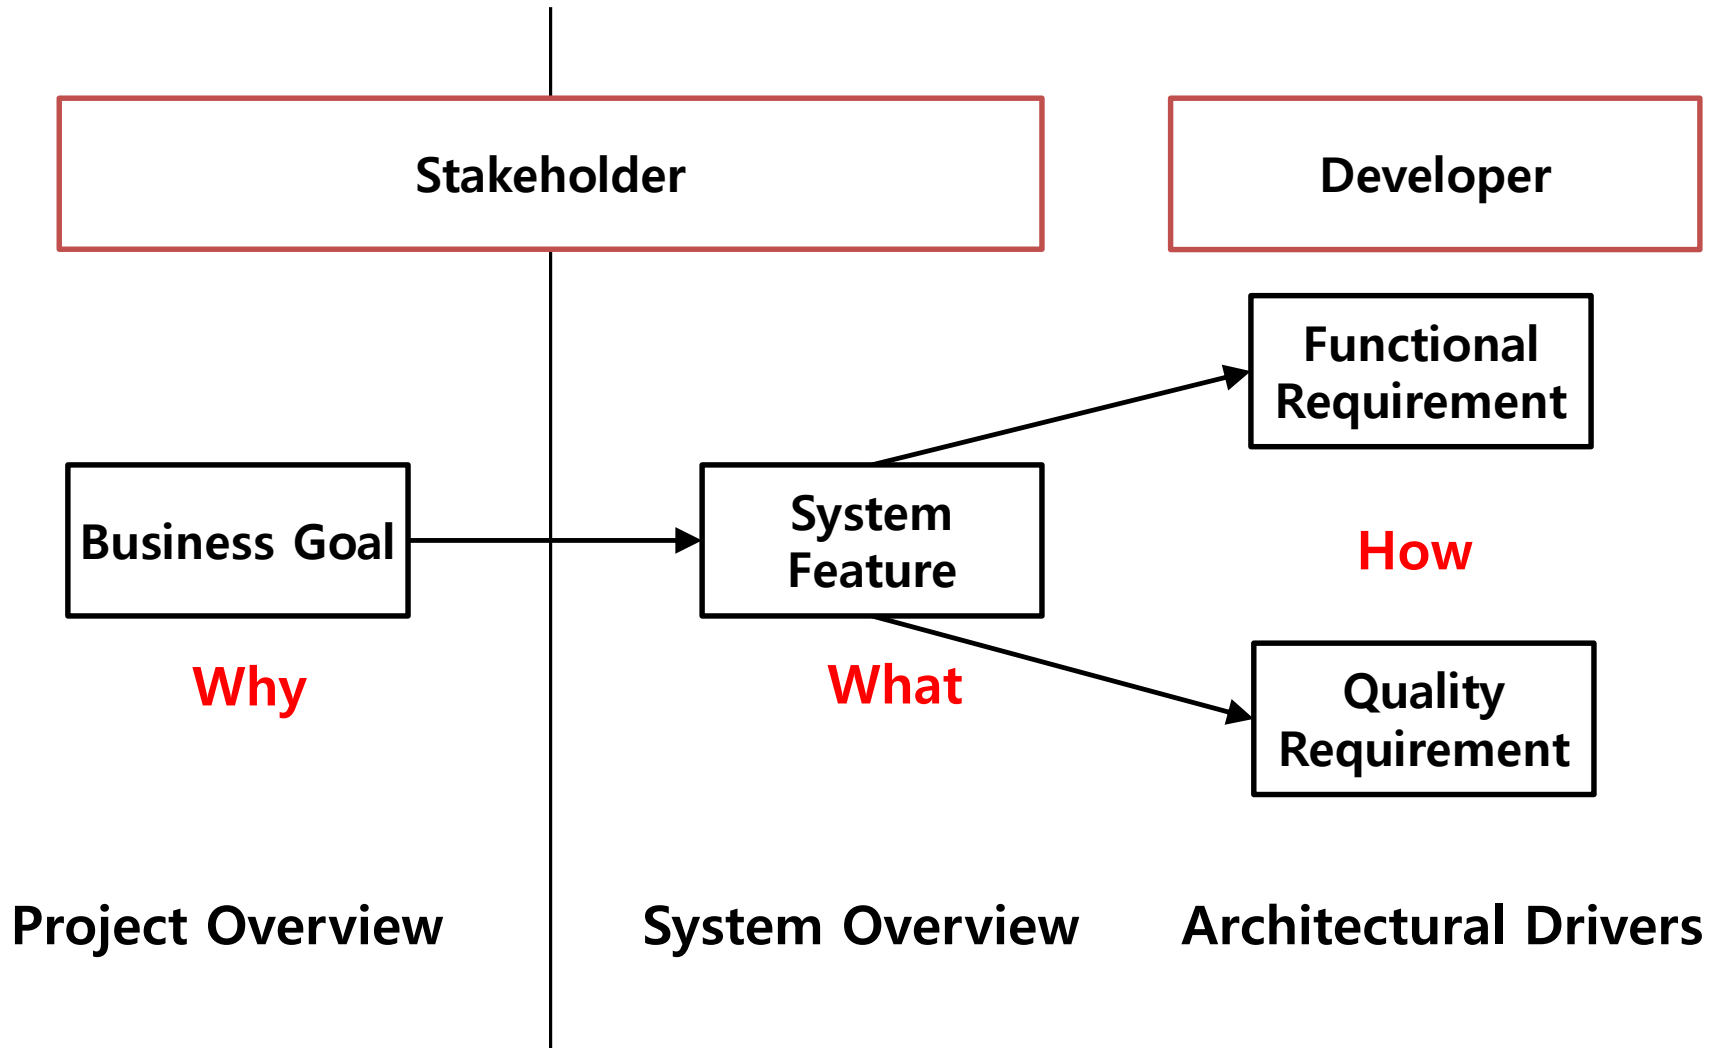 Stakeholder
Developer
Functional
Requirement
Business Goal
System
Feature
How
Why
What
Quality
Requirement
Project Overview
System Overview
Architectural Drivers